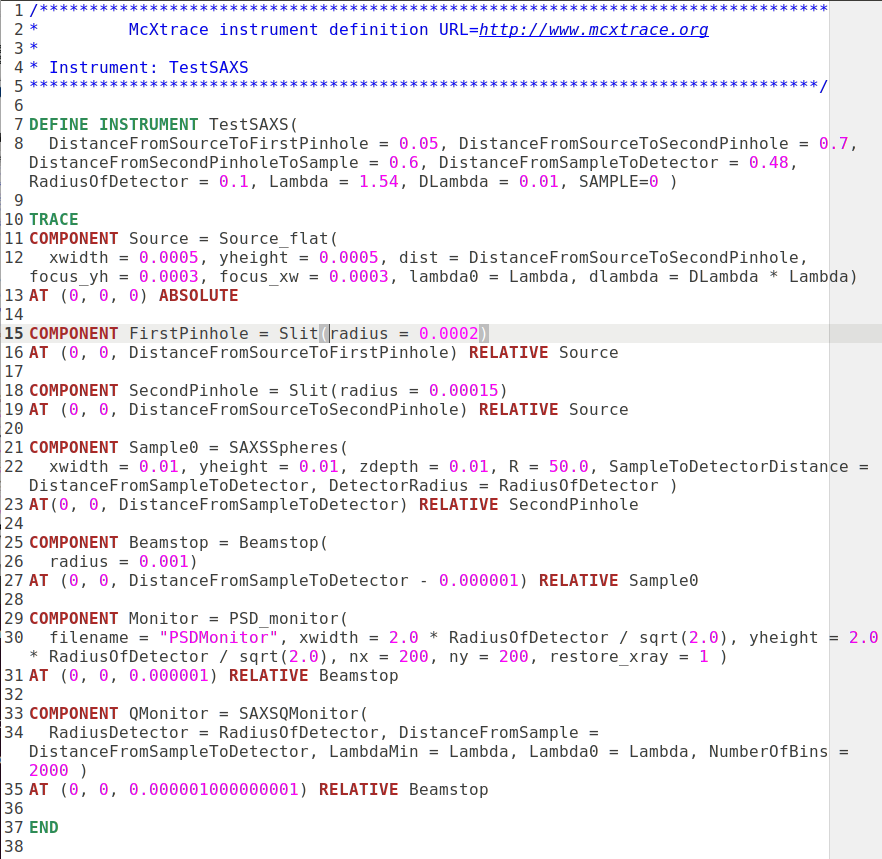 1 /*******************************************************************************
2 *         McXtrace instrument definition URL=http://www.mcxtrace.org
3 *
4 * Instrument: TestSAXS
5 *******************************************************************************/
6
7 DEFINE INSTRUMENT TestSAXS(
8   DistanceFromSourceToFirstPinhole = 0.05, DistanceFromSourceToSecondPinhole = 0.7,
DistanceFromSecondPinholeToSample = 0.6, DistanceFromSampleToDetector = 0.48,
RadiusOfDetector = 0.1, Lambda = 1.54, DLambda = 0.01, SAMPLE=0 )
9
10 TRACE
11 COMPONENT Source = Source_flat(
12   xwidth = 0.0005, yheight = 0.0005, dist = DistanceFromSourceToSecondPinhole,
focus_yh = 0.0003, focus_xw = 0.0003, lambda0 = Lambda, dlambda = DLambda * Lambda)
13 AT (0, 0, 0) ABSOLUTE
14
15 COMPONENT FirstPinhole = Slit(radius = 0.0002)
16 AT (0, 0, DistanceFromSourceToFirstPinhole) RELATIVE Source
17
18 COMPONENT SecondPinhole = Slit(radius = 0.00015)
19 AT (0, 0, DistanceFromSourceToSecondPinhole) RELATIVE Source
20
21 COMPONENT Sample0 = SAXSSpheres(
22   xwidth = 0.01, yheight = 0.01, zdepth = 0.01, R = 50.0, SampleToDetectorDistance =
DistanceFromSampleToDetector, DetectorRadius = RadiusOfDetector )
23 AT(0, 0, DistanceFromSampleToDetector) RELATIVE SecondPinhole
24
25 COMPONENT Beamstop = Beamstop(
26   radius = 0.001)
27 AT (0, 0, DistanceFromSampleToDetector - 0.000001) RELATIVE Sample0
28
29 COMPONENT Monitor = PSD_monitor(
30   filename = "PSDMonitor", xwidth = 2.0 * RadiusOfDetector / sqrt(2.0), yheight = 2.0
* RadiusOfDetector / sqrt(2.0), nx = 200, ny = 200, restore_xray = 1 )
31 AT (0, 0, 0.000001) RELATIVE Beamstop
32
33 COMPONENT QMonitor = SAXSQMonitor(
34   RadiusDetector = RadiusOfDetector, DistanceFromSample =
DistanceFromSampleToDetector, LambdaMin = Lambda, Lambda0 = Lambda, NumberOfBins =
2000 )
35 AT (0, 0, 0.000001000000001) RELATIVE Beamstop
36
37 END
38